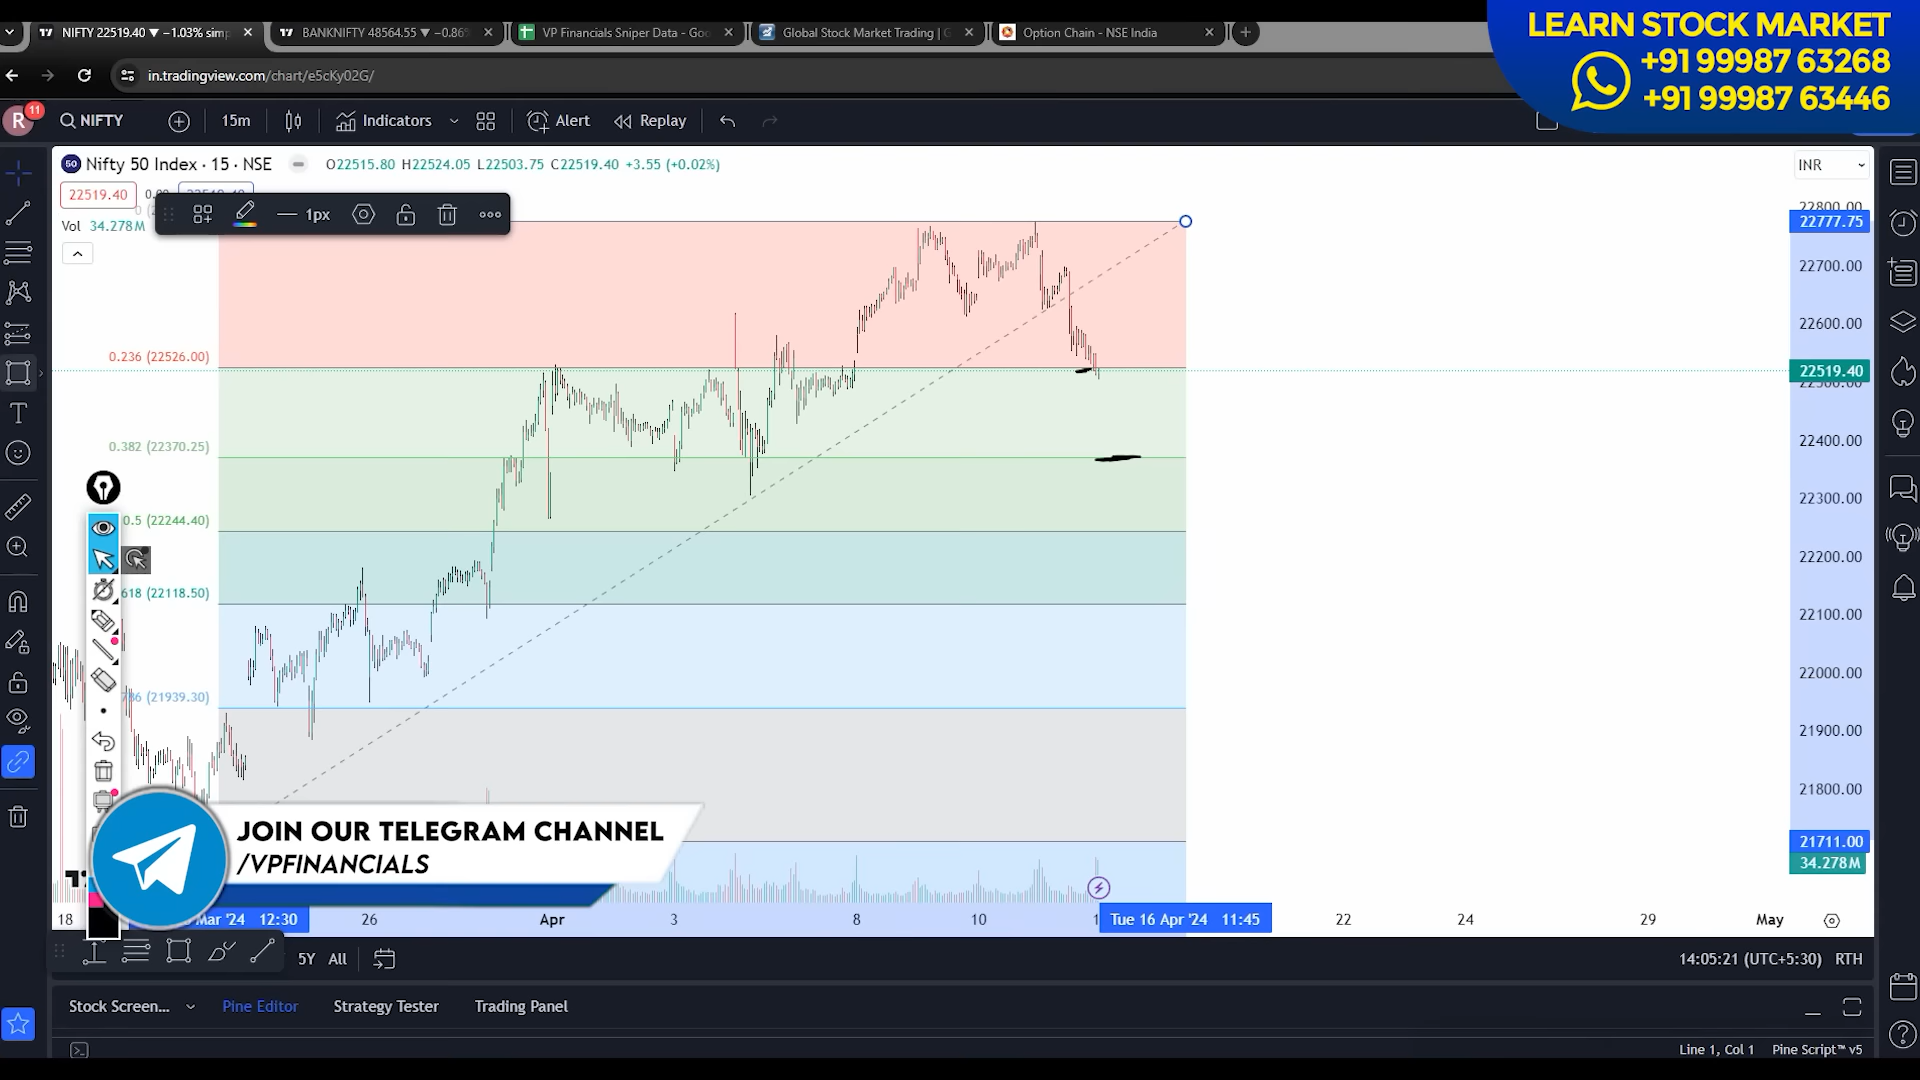 NIFTY 22519.40 ▼ −1.03% simp
BANKNIFTY 48564.55 ▼ −0.86%
VP Financials Sniper Data - Goo
Global Stock Market Trading | G
Option Chain - NSE India
LEARN STOCK MARKET
+91 99987 63268
+91 99987 63446
in.tradingview.com/chart/e5cKy02G/
R
11
NIFTY
15m
Indicators
Alert
Replay
50
Nifty 50 Index · 15 · NSE
O22515.80 H22524.05 L22503.75 C22519.40 +3.55 (+0.02%)
INR
22519.40
1px
Vol 34.278M
22777.75
22700.00
22600.00
0.236 (22526.00)
22519.40
0.382 (22370.25)
22400.00
22300.00
0.5 (22244.40)
22200.00
618 (22118.50)
22100.00
22000.00
786 (21939.30)
21900.00
21800.00
21711.00
34.278M
JOIN OUR TELEGRAM CHANNEL
/VPFINANCIALS
18
Mar '24 12:30
26
Apr
3
8
10
Tue 16 Apr '24 11:45
22
24
29
May
5Y
All
14:05:21 (UTC+5:30)
RTH
Stock Screen...
Pine Editor
Strategy Tester
Trading Panel
Line 1, Col 1
Pine Script™ v5